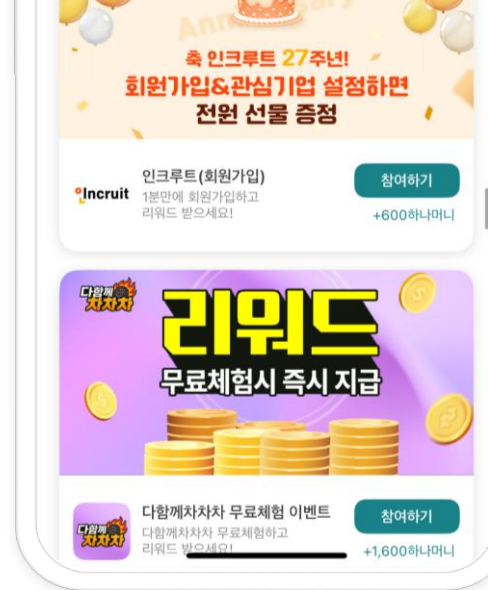 Anniversary
축 인크루트 27주년!
회원가입&관심기업 설정하면
전원 선물 증정
Incruit
인크루트(회원가입)
1분만에 회원가입하고
리워드 받으세요!
참여하기
+600하나머니
다함께
차차차
리워드
무료체험시 즉시 지급
다함께
차차차
다함께차차차 무료체험 이벤트
다함께차차차 무료체험하고
리워드 받으세요!
참여하기
+1,600하나머니